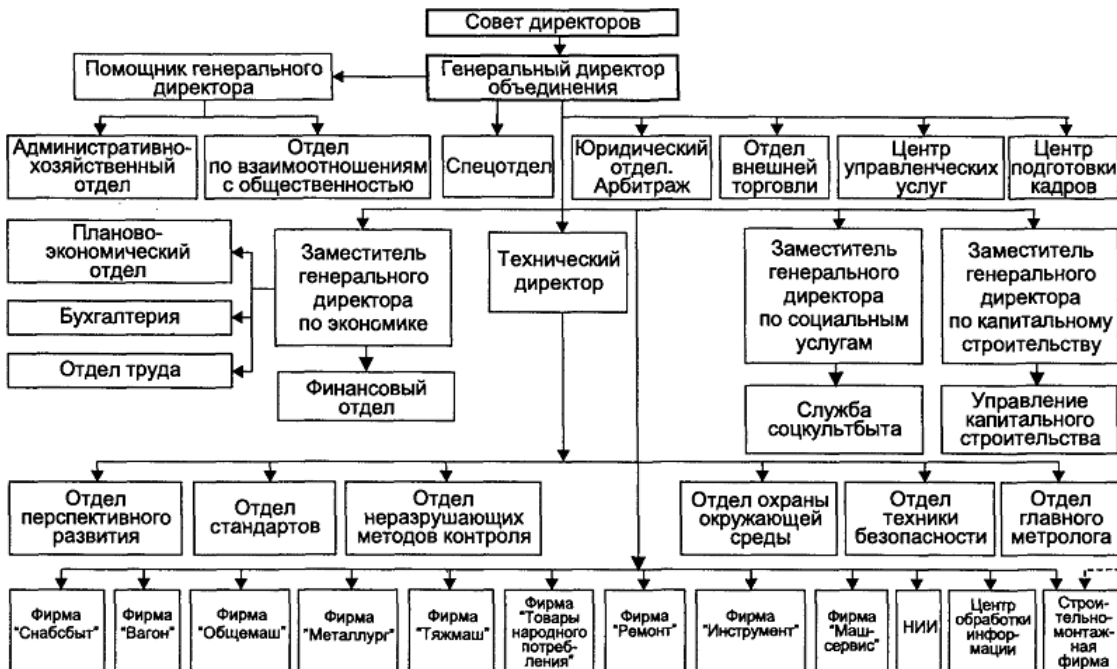 Совет директоров
Помощник генерального
директора
Генеральный директор
объединения
Административно-
хозяйственный
отдел
Отдел
по взаимоотношениям
с общественностью
Спецотдел
Юридический
отдел.
Арбитраж
Отдел
внешней
торговли
Центр
управленческих
услуг
Центр
подготовки
кадров
Планово-
экономический
отдел
Бухгалтерия
Отдел труда
Заместитель
генерального
директора
по экономике
Финансовый
отдел
Технический
директор
Заместитель
генерального
директора
по социальным
услугам
Служба
соцкультбыта
Заместитель
генерального
директора
по капитальному
строительству
Управление
капитального
строительства
Отдел
перспективного
развития
Отдел
стандартов
Отдел
неразрушающих
методов контроля
Отдел охраны
окружающей
среды
Отдел
техники
безопасности
Отдел
главного
метролога
Фирма
"Снабсбыт"
Фирма
"Вагон"
Фирма
"Общемаш"
Фирма
"Металлург"
Фирма
"Тяжмаш"
Фирма
"Товары
народного
потреб-
ления"
Фирма
"Ремонт"
Фирма
"Инструмент"
Фирма
"Маш-
сервис"
НИИ
Центр
обработки
инфор-
мации
Строи-
тельно-
монтаж-
ная
фирма